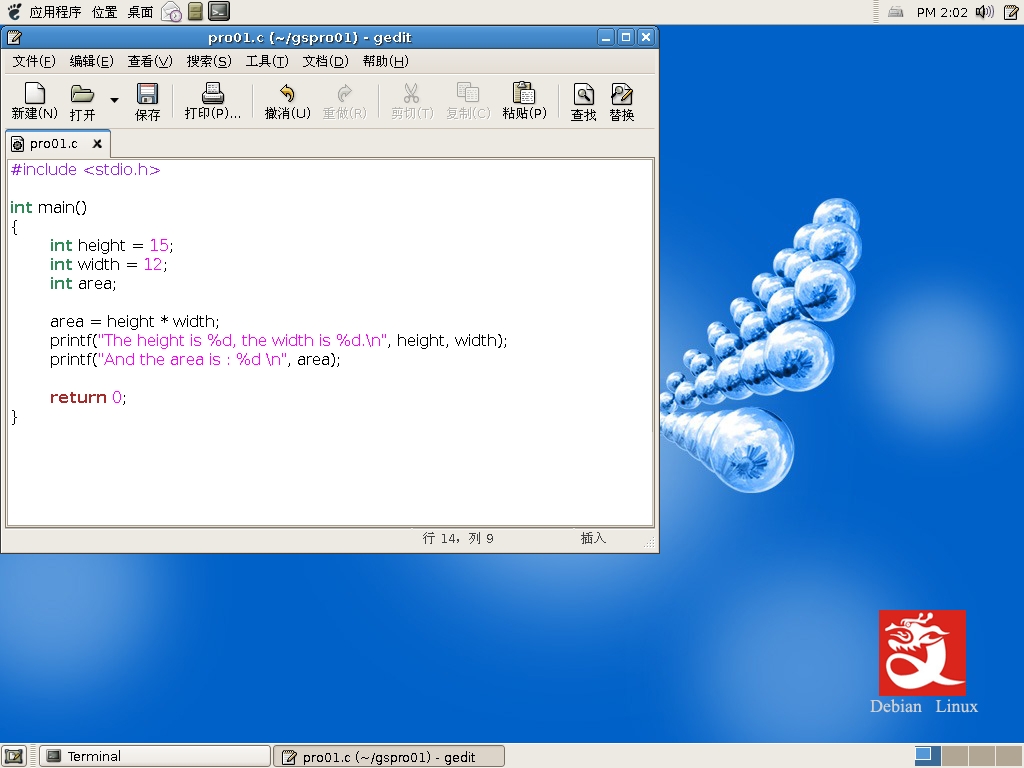 应用程序 位置 桌面 PM 2:02
pro01.c (~/gspro01) - gedit
文件(F) 编辑(E) 查看(V) 搜索(S) 工具(T) 文档(D) 帮助(H)
新建(N) 打开 保存 打印(P)... 撤消(U) 重做(R) 剪切(T) 复制(C) 粘贴(P) 查找 替换
pro01.c
#include <stdio.h>
int main()
{
int height = 15;
int width = 12;
int area;
area = height * width;
printf("The height is %d, the width is %d.\n", height, width);
printf("And the area is : %d \n", area);
return 0;
}
行 14，列 9 插入
Debian Linux
Terminal pro01.c (~/gspro01) - gedit